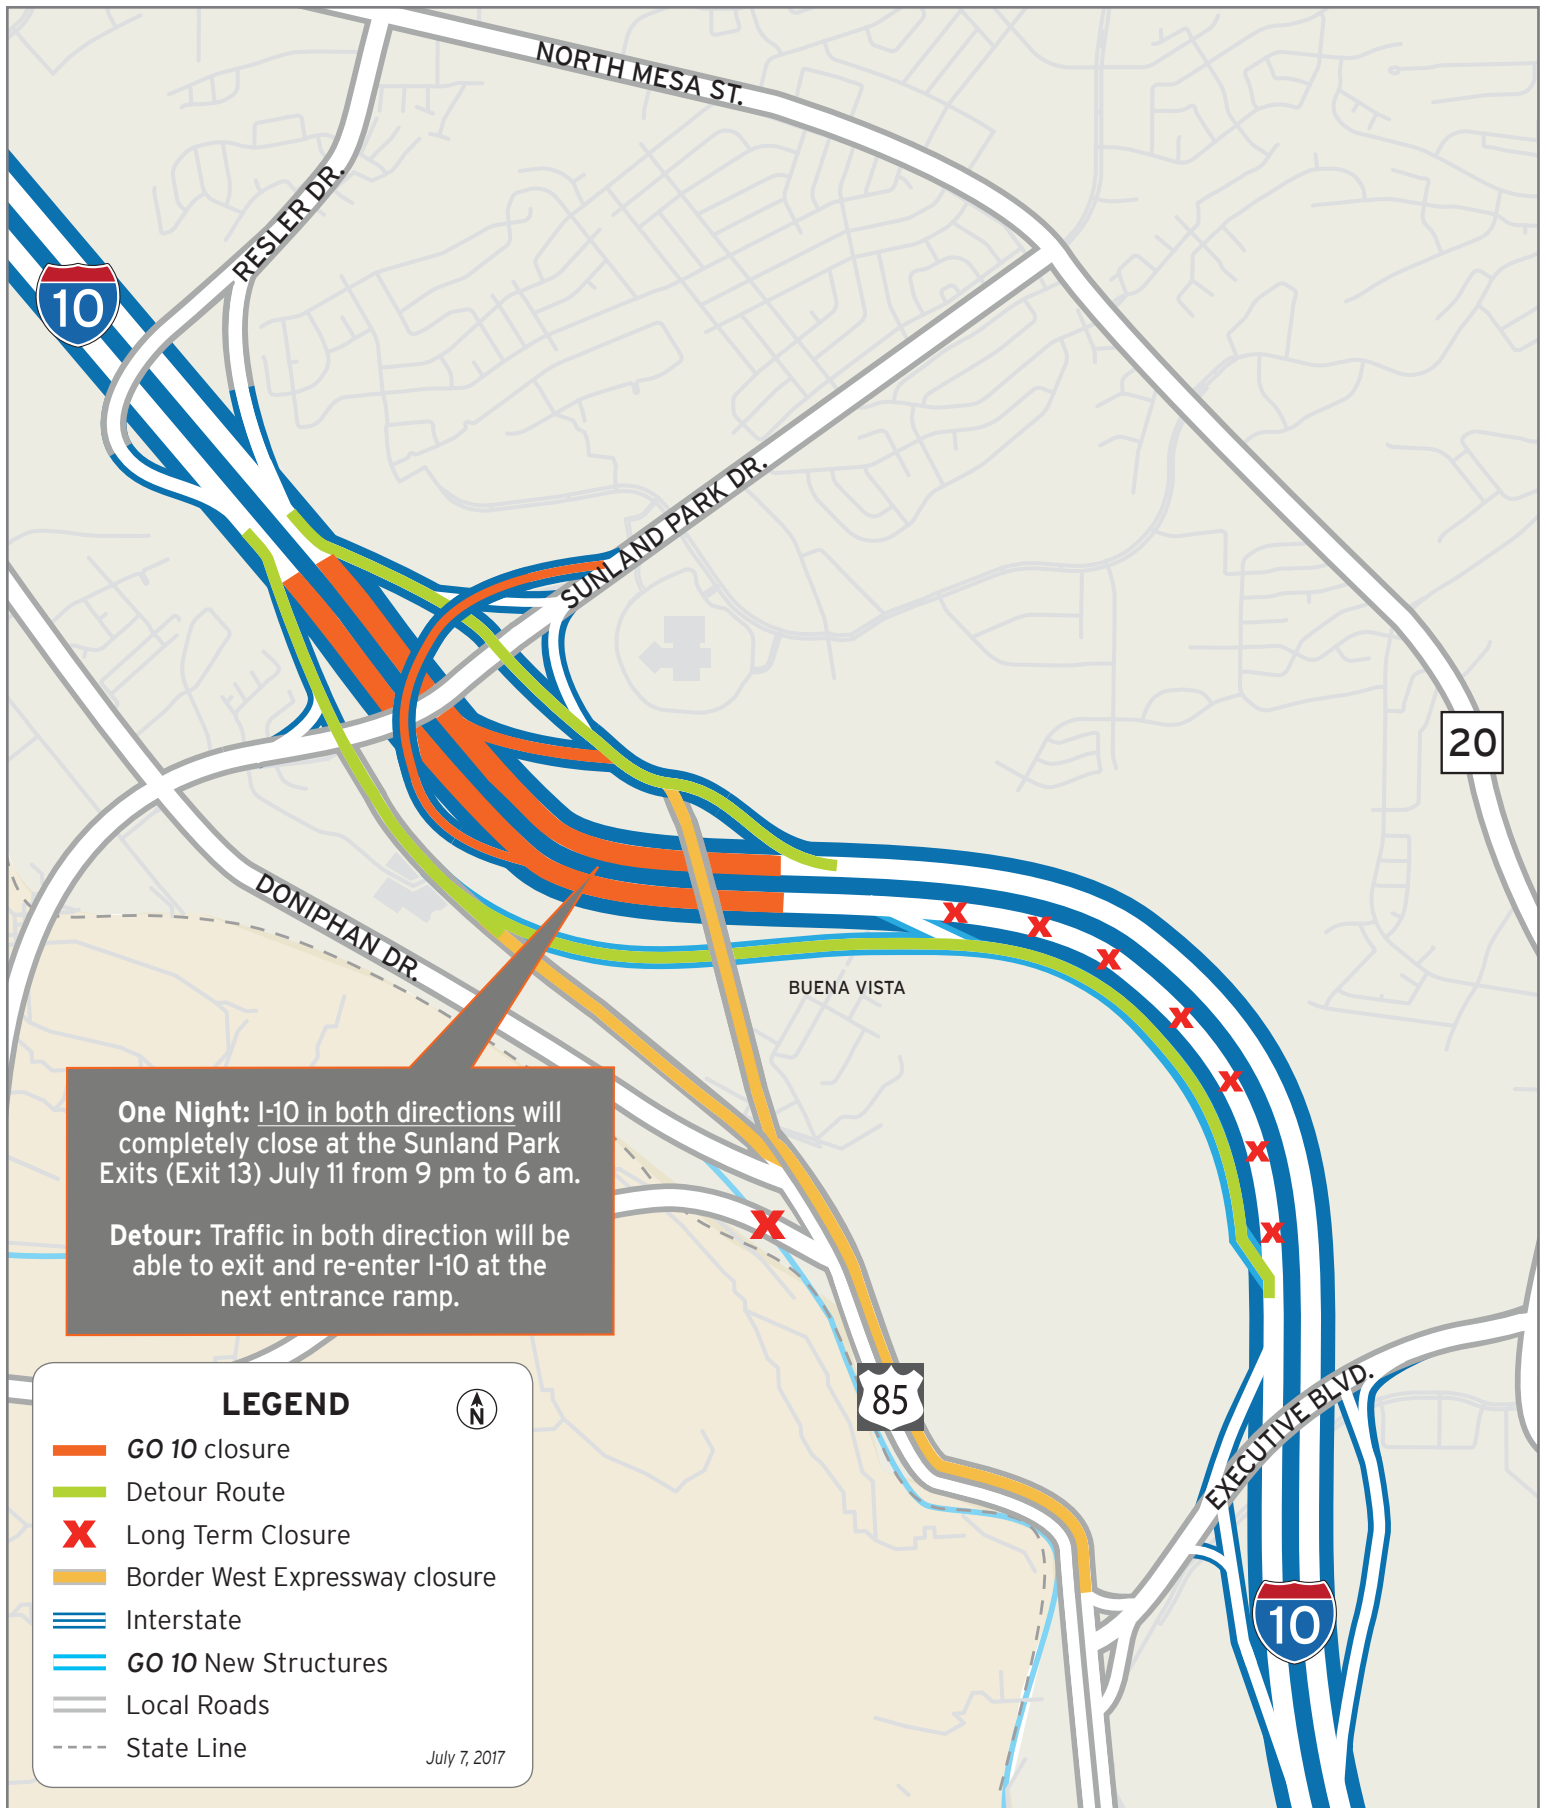 NORTH MESA ST.
RESLER DR.
10
SUNLAND PARK DR.
20
DONIPHAN DR.
BUENA VISTA
One Night: I-10 in both directions will
completely close at the Sunland Park
Exits (Exit 13) July 11 from 9 pm to 6 am.
Detour: Traffic in both direction will be
able to exit and re-enter I-10 at the
next entrance ramp.
85
EXECUTIVE BLVD.
10
LEGEND
N
GO 10 closure
Detour Route
X Long Term Closure
Border West Expressway closure
Interstate
GO 10 New Structures
Local Roads
State Line
July 7, 2017